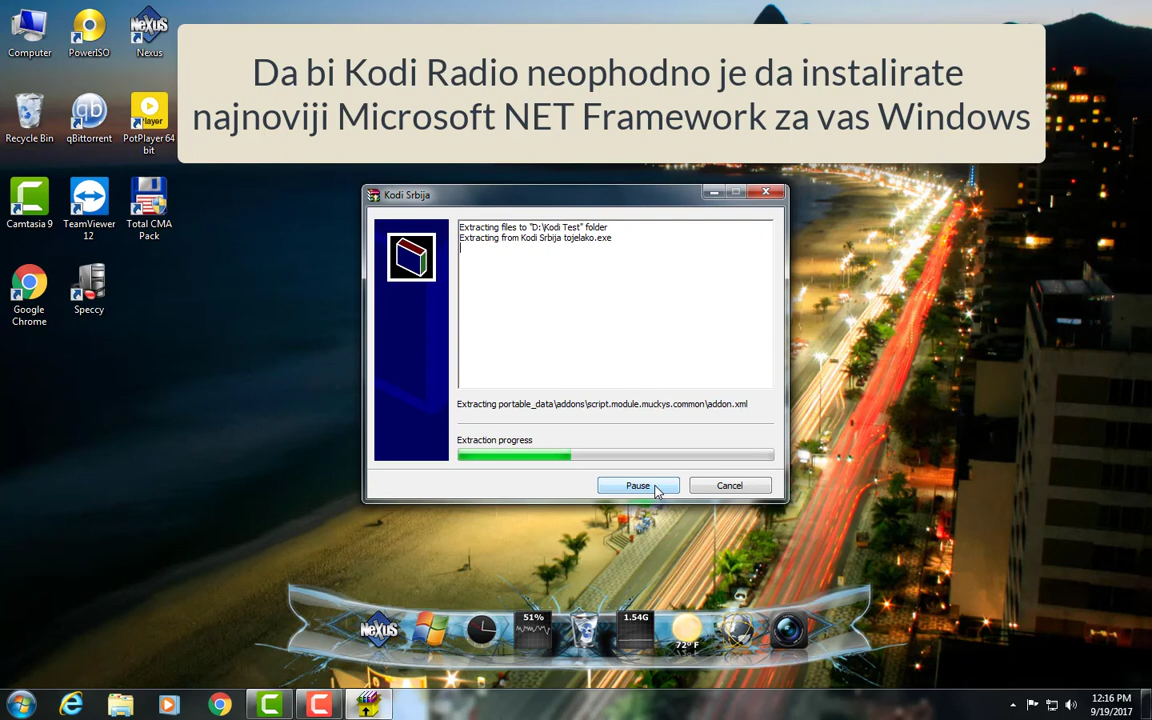 Da bi Kodi Radio neophodno je da instalirate
najnoviji Microsoft NET Framework za vas Windows
Computer
PowerISO
Nexus
Recycle Bin
qBittorrent
PotPlayer 64
bit
Camtasia 9
TeamViewer
12
Total CMA
Pack
Google
Chrome
Speccy
Kodi Srbija
Extracting files to "D:\Kodi Test" folder
Extracting from Kodi Srbija tojelako.exe
Extracting portable_data\addons\script.module.muckys.common\addon.xml
Extraction progress
Pause
Cancel
NeXuS
51%
1.54G
72° F
12:16 PM
9/19/2017